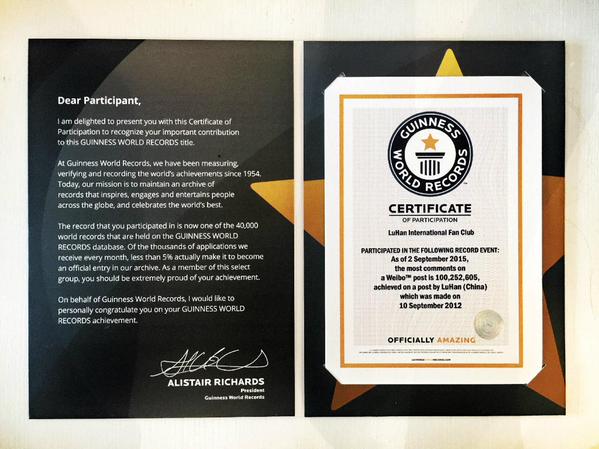 Dear Participant,
I am delighted to present you with this Certificate of
Participation to recognize your important contribution
to this GUINNESS WORLD RECORDS title.
At Guinness World Records, we have been measuring,
verifying and recording the world's achievements since 1954.
Today, our mission is to maintain an archive of
records that inspires, engages and entertains people
across the globe, and celebrates the world's best.
The record that you participated in is now one of the 40,000
world records that are held on the GUINNESS WORLD
RECORDS database. Of the thousands of applications we
receive every month, less than 5% actually make it to become
an official entry in our archive. As a member of this select
group, you should be extremely proud of your achievement.
On behalf of Guinness World Records, I would like to
personally congratulate you on your GUINNESS WORLD
RECORDS achievement.
ALISTAIR RICHARDS
President
Guinness World Records
GUINNESS
WORLD RECORDS
CERTIFICATE
OF PARTICIPATION
LuHan International Fan Club
PARTICIPATED IN THE FOLLOWING RECORD EVENT:
As of 2 September 2015,
the most comments on
a Weibo™ post is 100,252,605,
achieved on a post by LuHan (China)
which was made on
10 September 2012
OFFICIALLY AMAZING